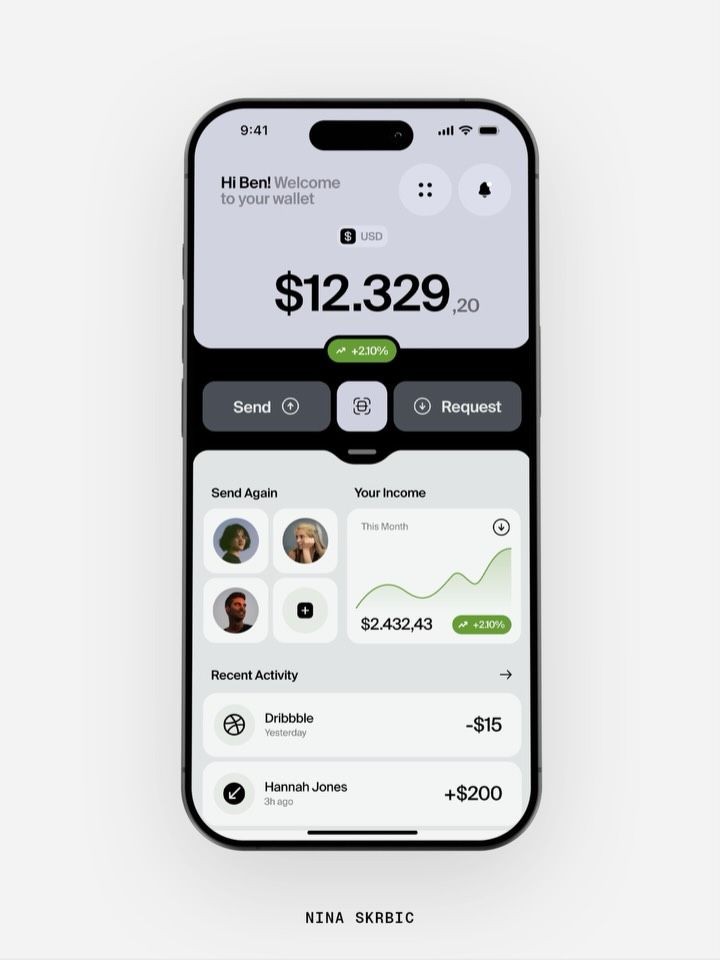 9:41
Hi Ben! Welcome
to your wallet
$ USD
$12.329,20
+2.10%
Send
Request
Send Again
Your Income
This Month
$2.432,43
+2.10%
Recent Activity
Dribbble
Yesterday
-$15
Hannah Jones
3h ago
+$200
NINA SKRBIC